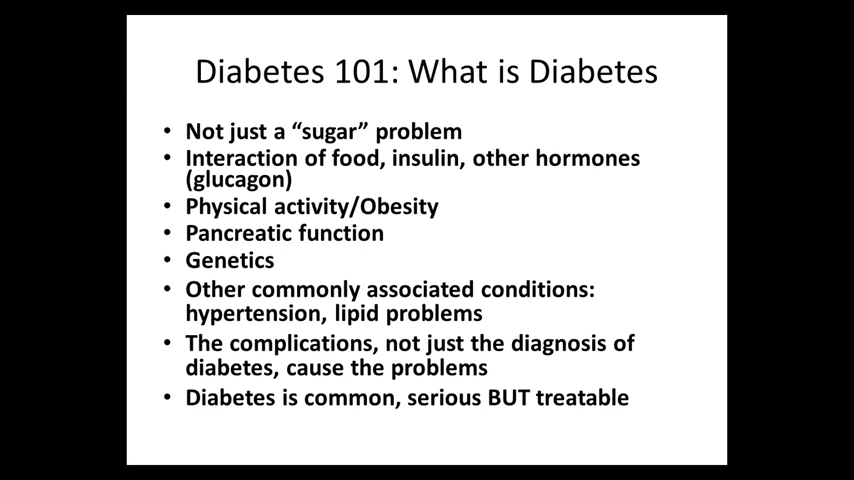 Diabetes 101: What is Diabetes
• Not just a “sugar” problem
• Interaction of food, insulin, other hormones
(glucagon)
• Physical activity/Obesity
• Pancreatic function
• Genetics
• Other commonly associated conditions:
hypertension, lipid problems
• The complications, not just the diagnosis of
diabetes, cause the problems
• Diabetes is common, serious BUT treatable